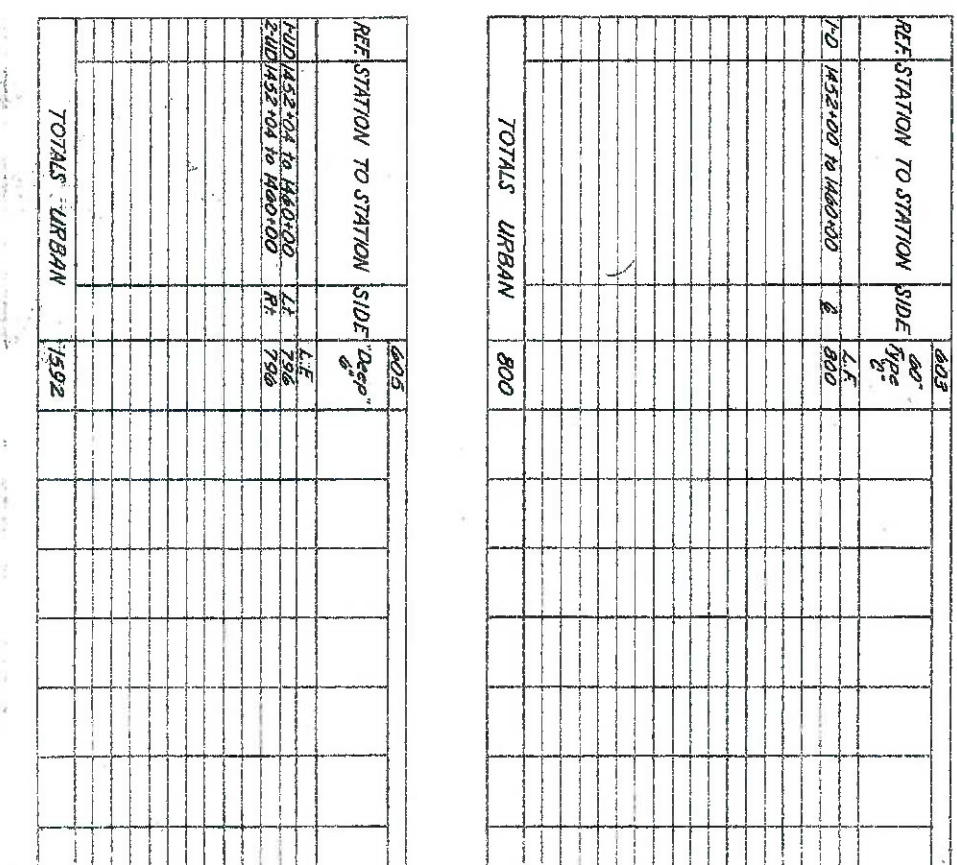 603
REF. STATION TO STATION SIDE 60" Type "C"
L.F.
1-D 1452+00 to 1460+00 ₵ 800
TOTALS URBAN 800
605
REF. STATION TO STATION SIDE 6" "Deep"
L.F.
1-UD 1452+04 to 1460+00 Lt. 796
2-UD 1452+04 to 1460+00 Rt. 796
TOTALS URBAN 1592